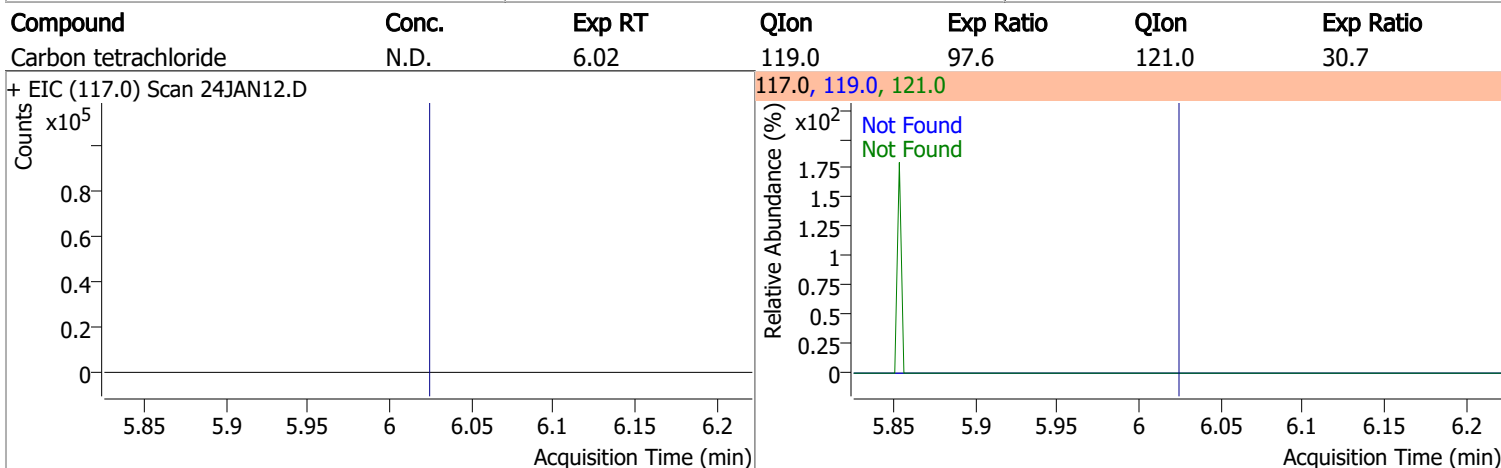 Compound Conc. Exp RT QIon Exp Ratio QIon Exp Ratio
Carbon tetrachloride N.D. 6.02 119.0 97.6 121.0 30.7
+ EIC (117.0) Scan 24JAN12.D
Counts
x10⁵
0.8
0.6
0.4
0.2
0
5.85 5.9 5.95 6 6.05 6.1 6.15 6.2
Acquisition Time (min)
117.0, 119.0, 121.0
Relative Abundance (%)
x10²
Not Found
Not Found
1.75
1.5
1.25
1
0.75
0.5
0.25
0
5.85 5.9 5.95 6 6.05 6.1 6.15 6.2
Acquisition Time (min)